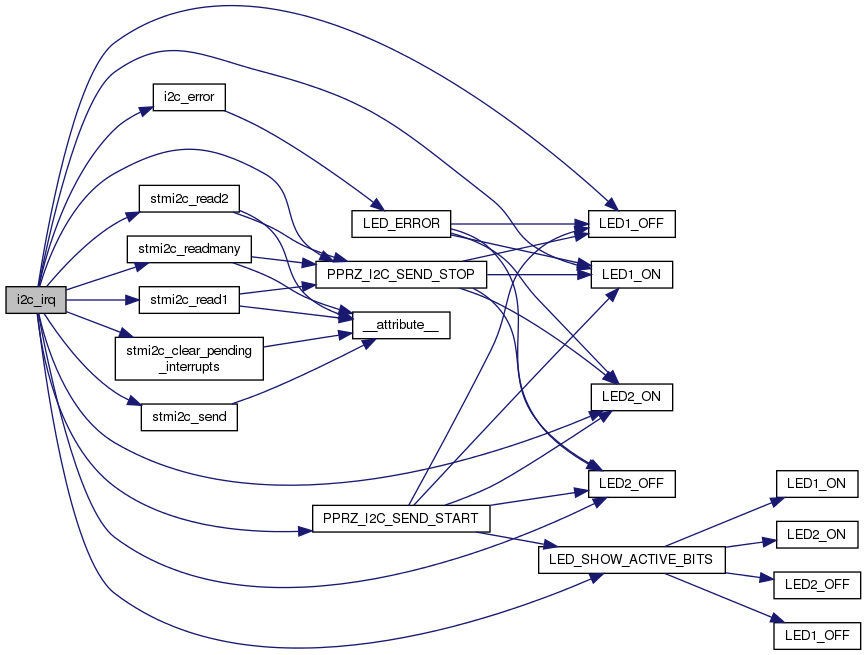 i2c_irq
i2c_error
stmi2c_read2
stmi2c_readmany
stmi2c_read1
stmi2c_clear_pending
_interrupts
stmi2c_send
LED_ERROR
PPRZ_I2C_SEND_STOP
__attribute__
PPRZ_I2C_SEND_START
LED1_OFF
LED1_ON
LED2_ON
LED2_OFF
LED_SHOW_ACTIVE_BITS
LED1_ON
LED2_ON
LED2_OFF
LED1_OFF